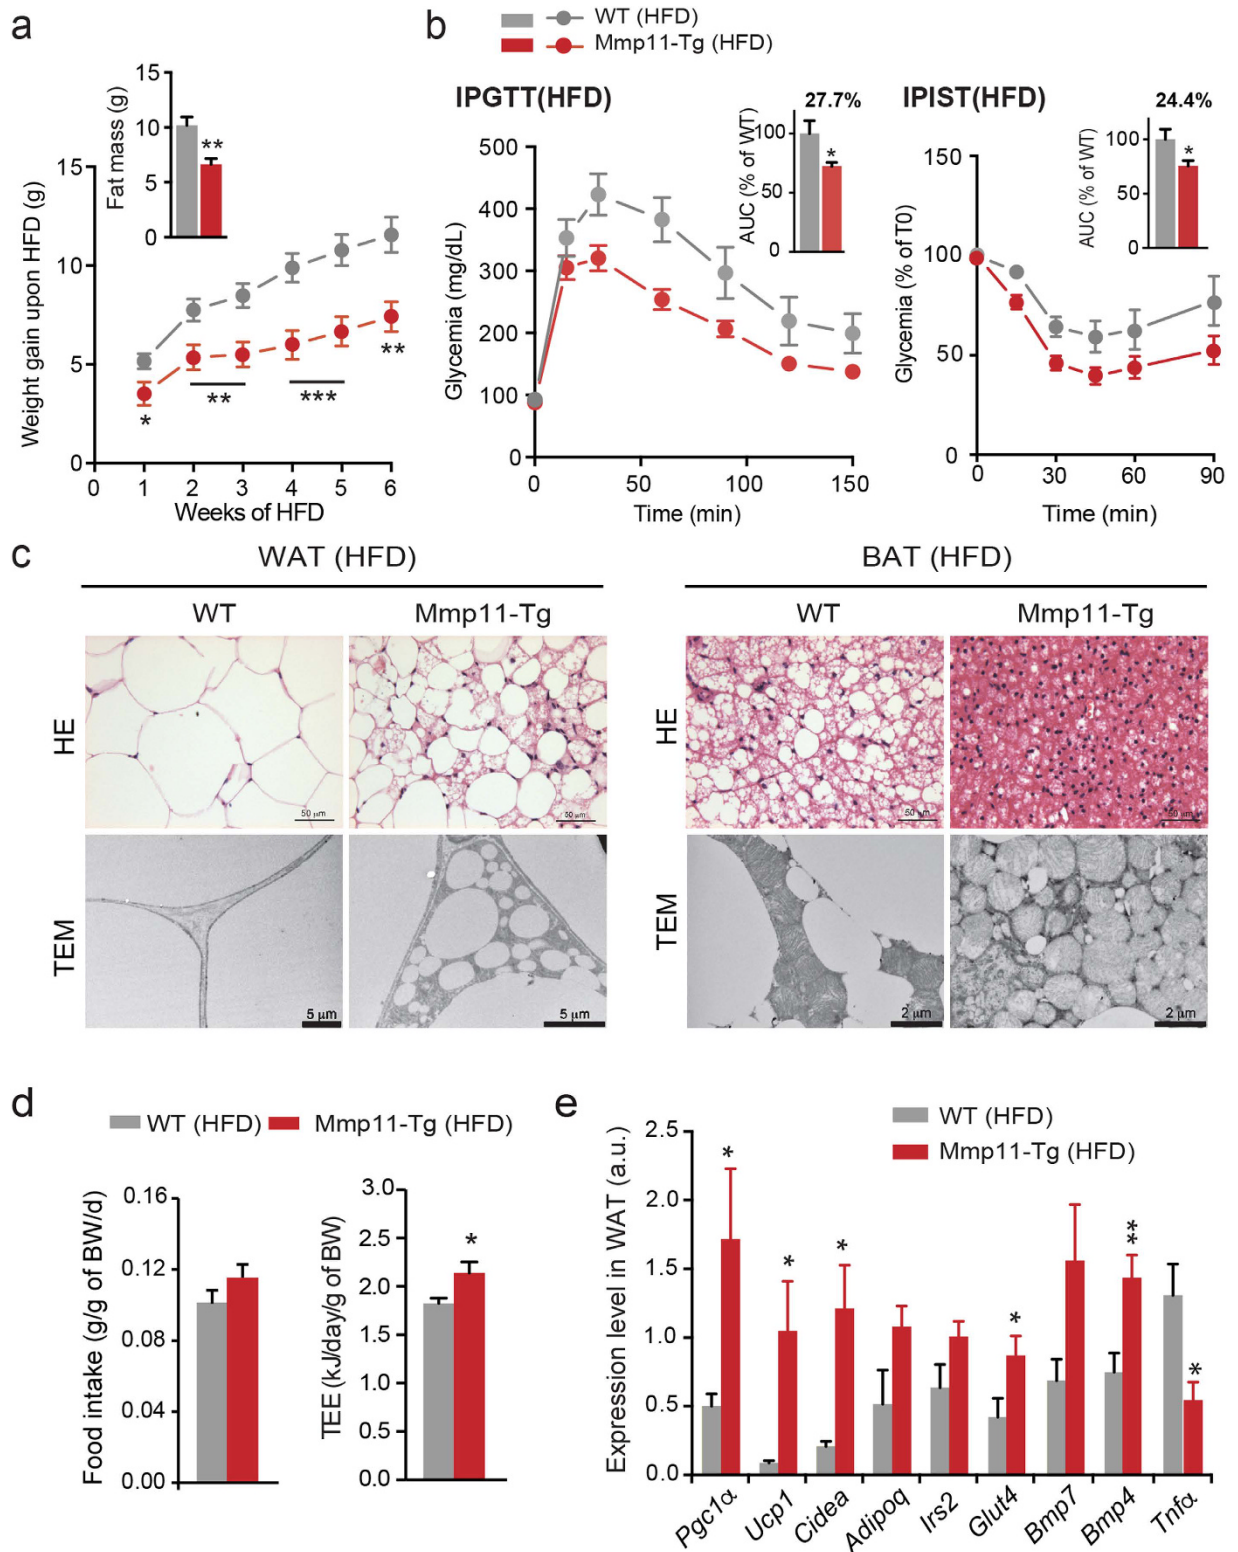 a
b
WT (HFD)
Mmp11-Tg (HFD)
Fat mass (g)
15
10
5
0
**
Weight gain upon HFD (g)
15
10
5
0
*
**
***
**
0 1 2 3 4 5 6
Weeks of HFD
IPGTT(HFD)
Glycemia (mg/dL)
500
400
300
200
100
0
0 50 100 150
Time (min)
27.7%
AUC (% of WT)
100
50
0
*
IPIST(HFD)
Glycemia (% of T0)
150
100
50
0
0 30 60 90
Time (min)
24.4%
AUC (% of WT)
100
50
0
*
c
WAT (HFD)
BAT (HFD)
WT
Mmp11-Tg
WT
Mmp11-Tg
HE
50 µm
50 µm
HE
50 µm
50 µm
TEM
5 µm
5 µm
TEM
2 µm
2 µm
d
WT (HFD)
Mmp11-Tg (HFD)
Food intake (g/g of BW/d)
0.16
0.12
0.08
0.04
0.00
TEE (kJ/day/g of BW)
3.0
2.5
2.0
1.5
1.0
0.5
0.0
*
e
WT (HFD)
Mmp11-Tg (HFD)
Expression level in WAT (a.u.)
2.5
2.0
1.5
1.0
0.5
0.0
*
*
*
*
**
*
Pgc1α
Ucp1
Cidea
Adipoq
Irs2
Glut4
Bmp7
Bmp4
Tnfα